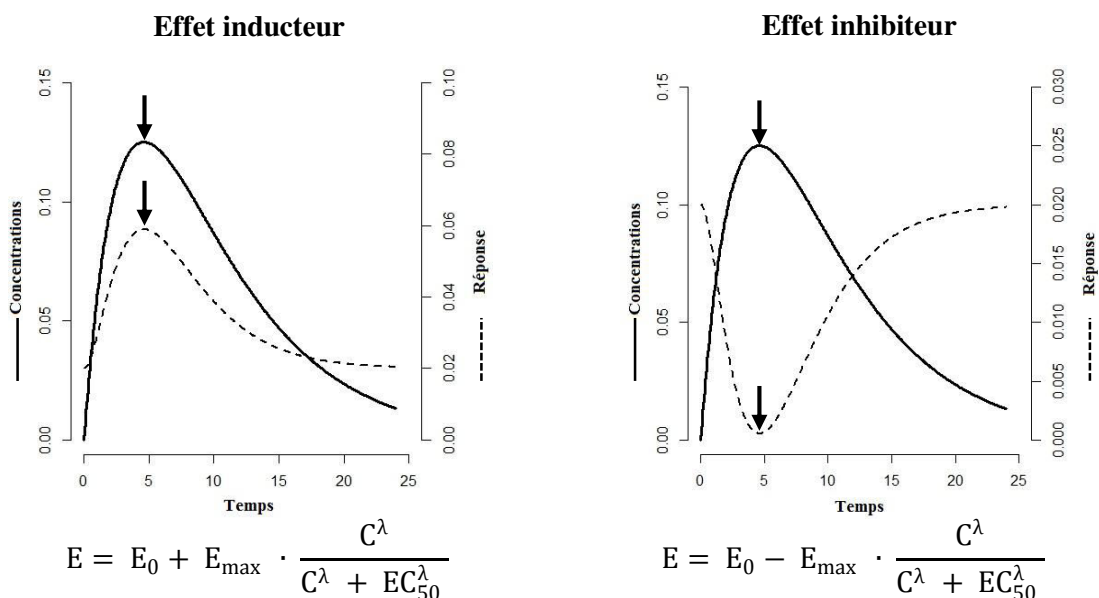 Effet inducteur
0.15
0.10
0.05
0.00
Concentrations
0.10
0.08
0.06
0.04
0.02
0.00
Réponse
0 5 10 15 20 25
Temps
E = E₀ + Eₘₐₓ · C^λ / (C^λ + EC₅₀^λ)
Effet inhibiteur
0.15
0.10
0.05
0.00
Concentrations
0.030
0.025
0.020
0.015
0.010
0.005
0.000
Réponse
0 5 10 15 20 25
Temps
E = E₀ − Eₘₐₓ · C^λ / (C^λ + EC₅₀^λ)